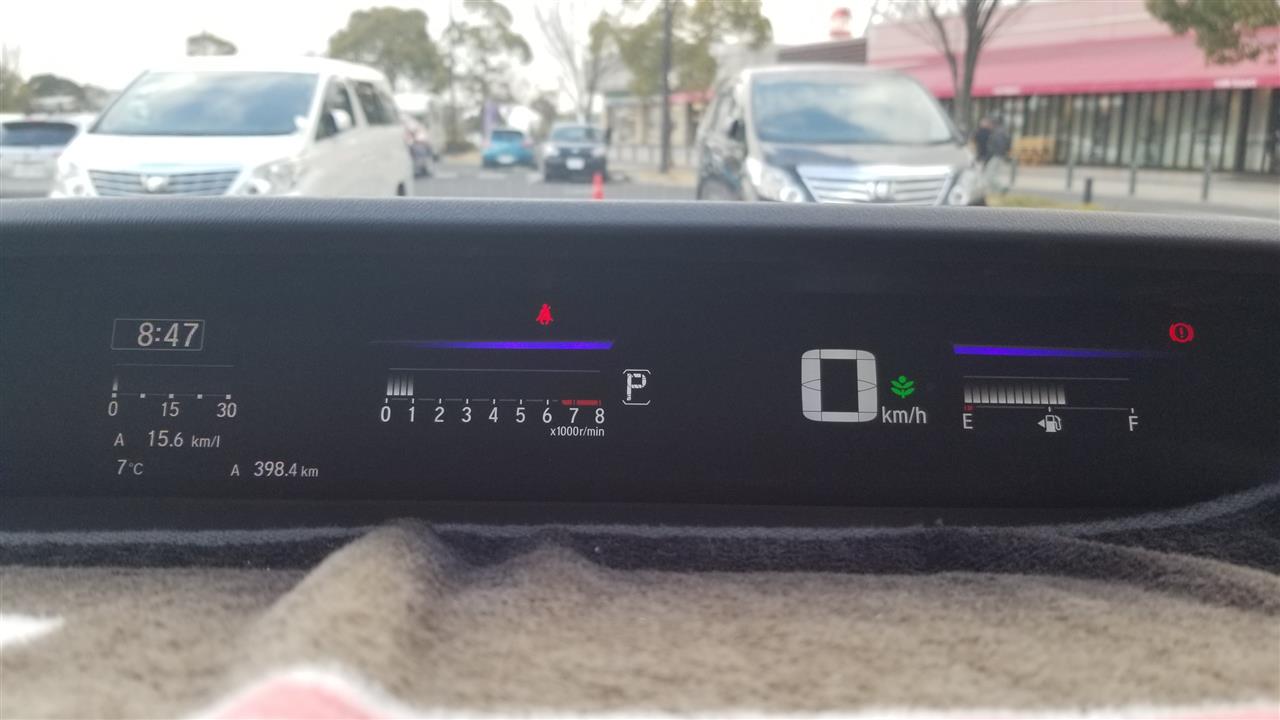 8:47
0 15 30
A 15.6 km/l
7°C A 398.4 km
0 1 2 3 4 5 6 7 8
x1000r/min
P
0 km/h
E F